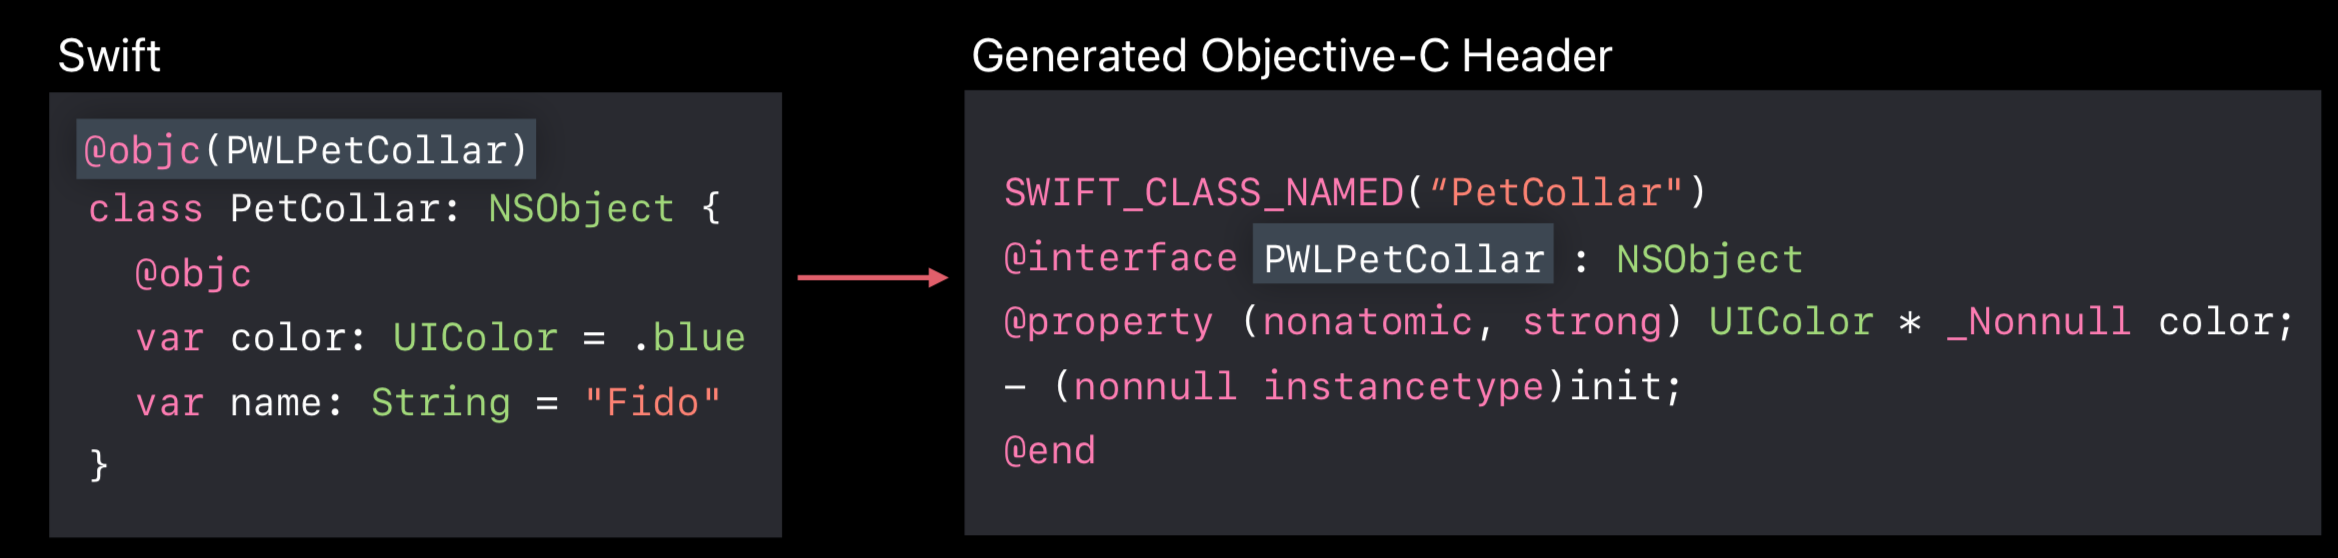 Swift
@objc(PWLPetCollar)
class PetCollar: NSObject {
@objc
var color: UIColor = .blue
var name: String = "Fido"
}
Generated Objective-C Header
SWIFT_CLASS_NAMED(“PetCollar")
@interface PWLPetCollar : NSObject
@property (nonatomic, strong) UIColor * _Nonnull color;
– (nonnull instancetype)init;
@end